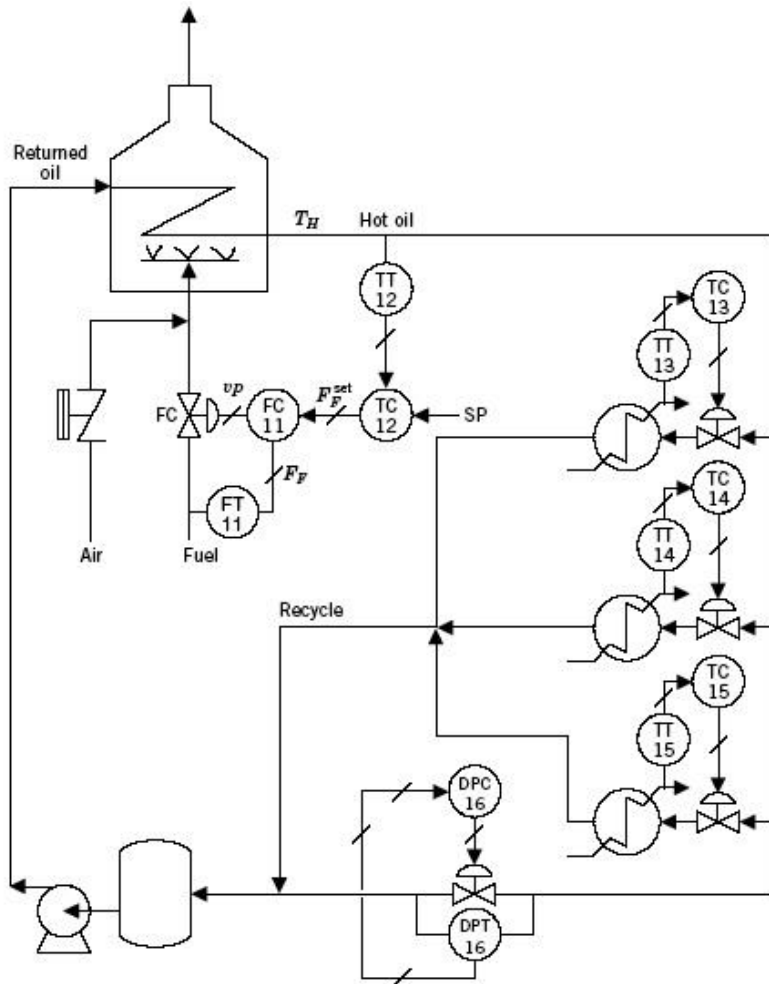 Returned
oil
T_H
Hot oil
TT
12
TC
13
TT
13
FC
vp
FC
11
F_F^set
TC
12
SP
F_F
FT
11
Air
Fuel
TC
14
TT
14
Recycle
TC
15
TT
15
DPC
16
DPT
16